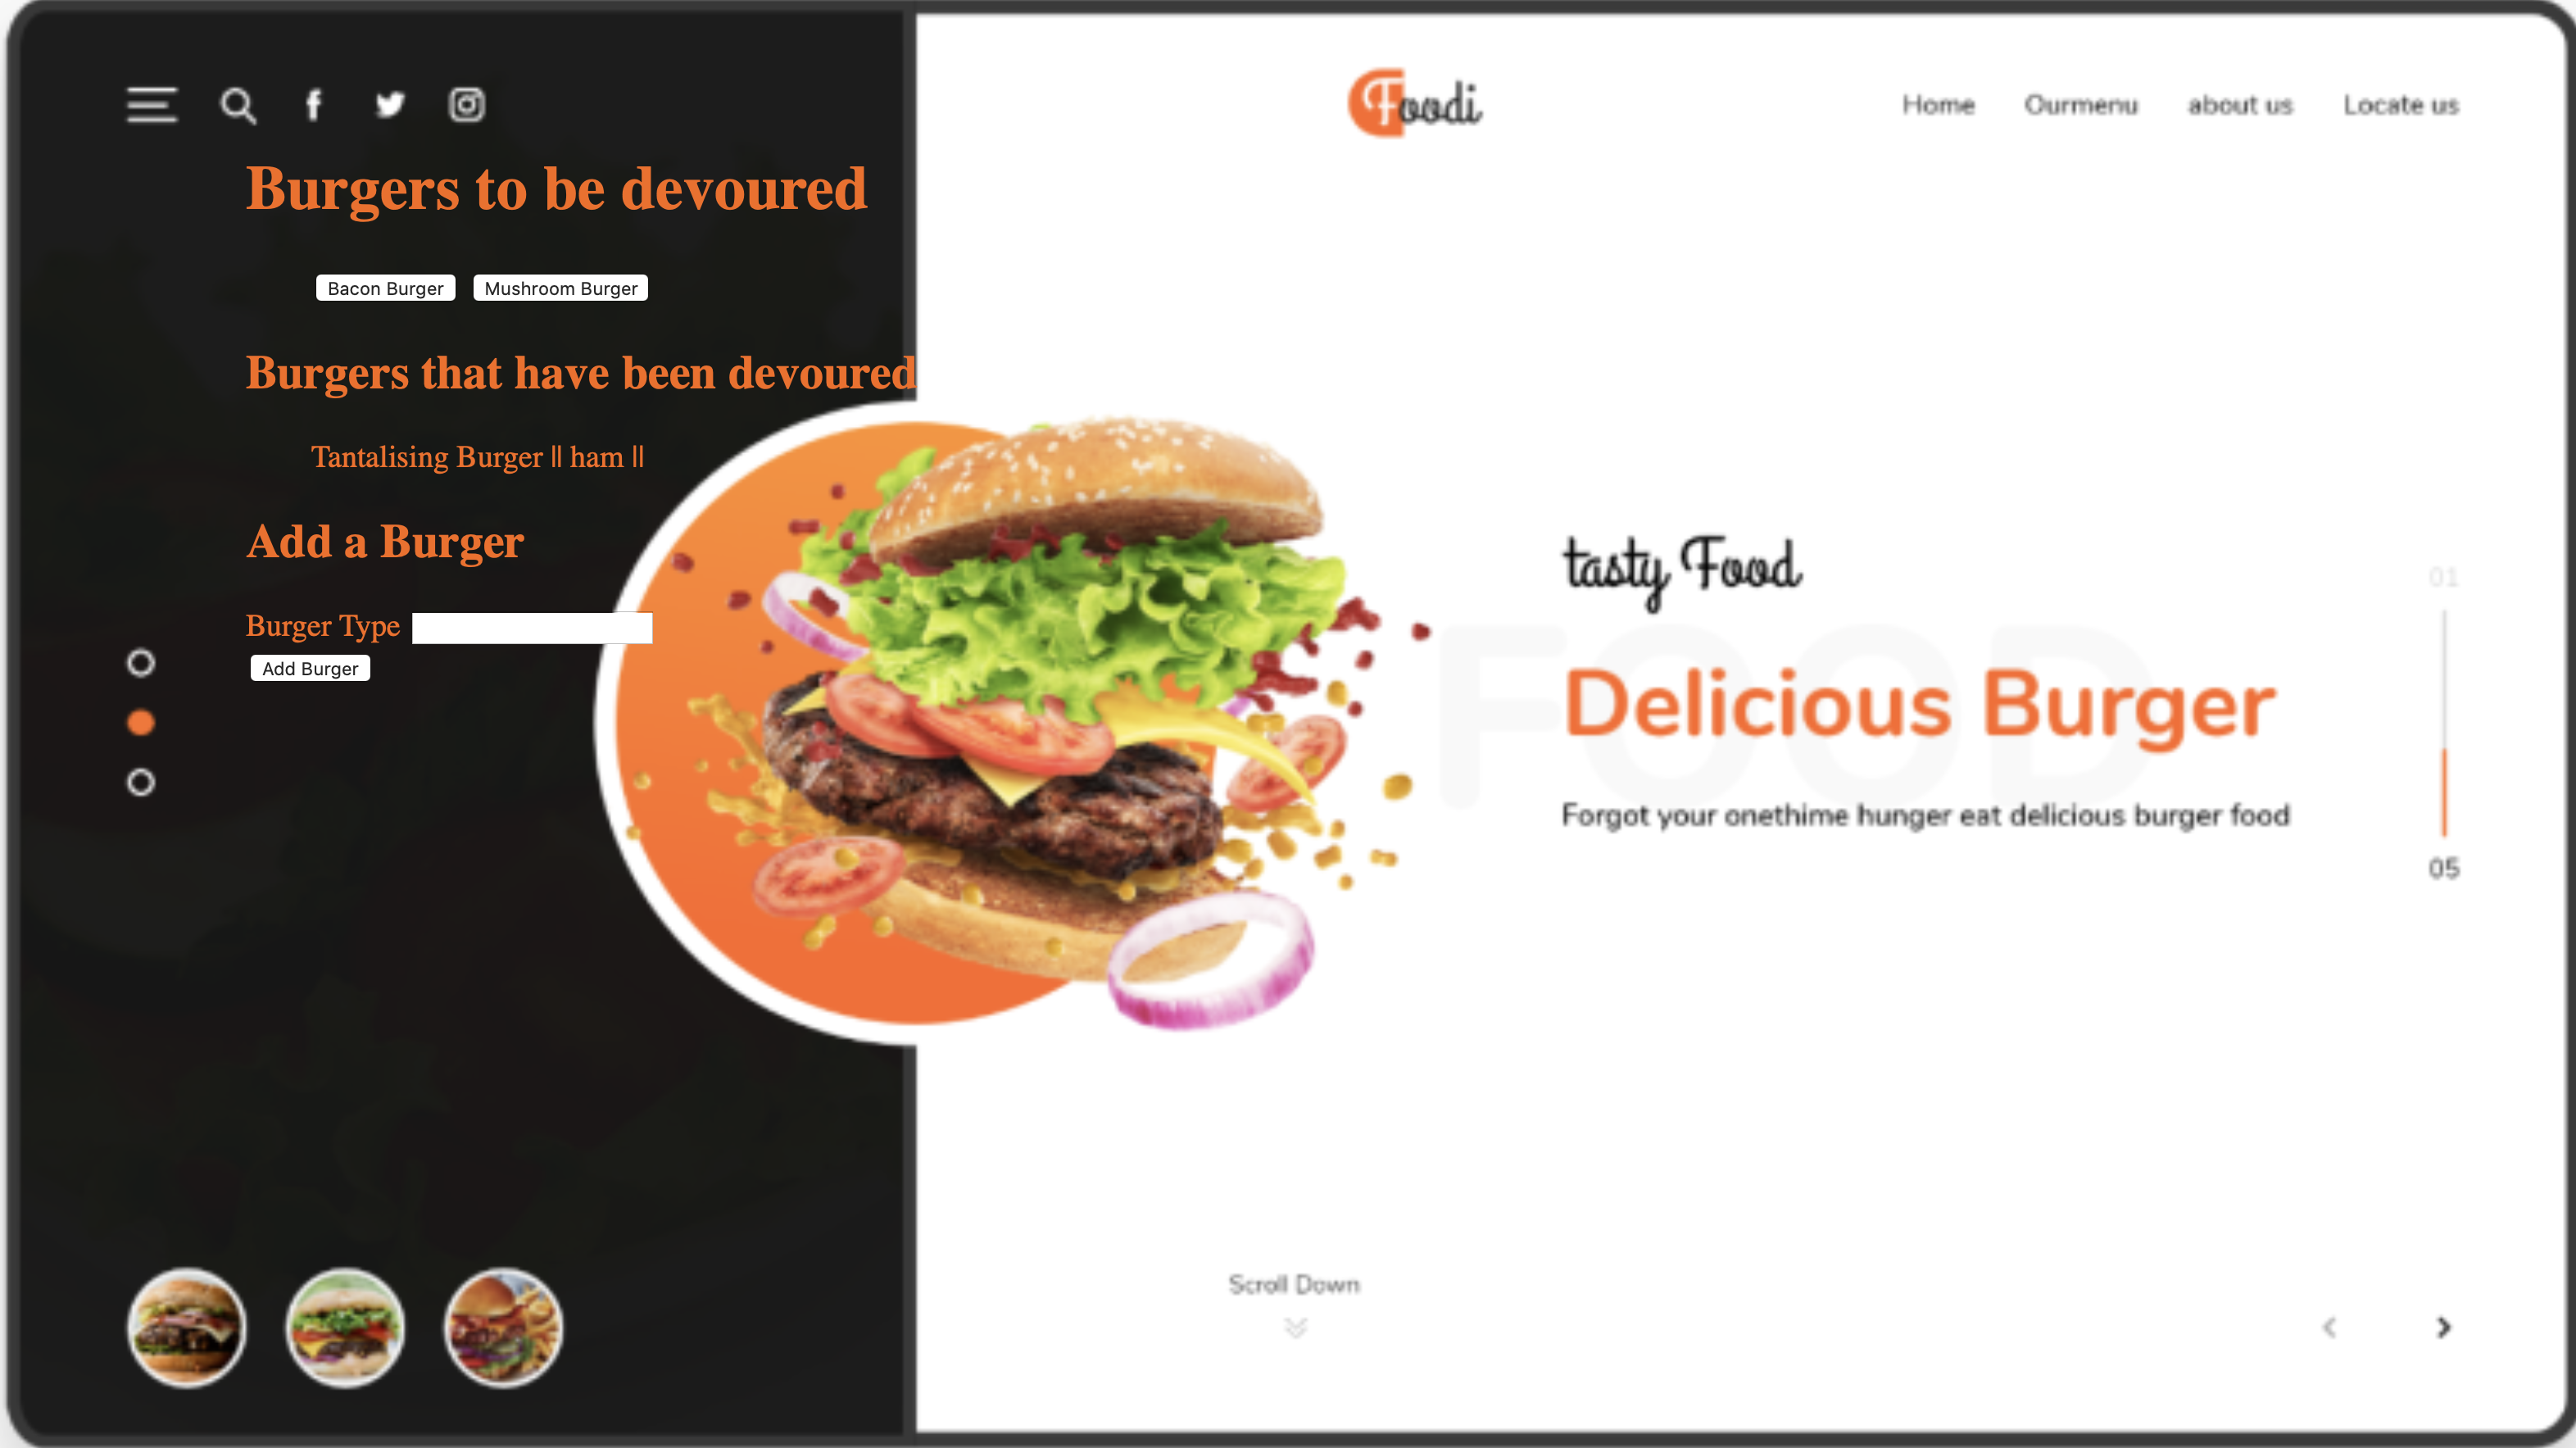 Foodi
Home Ourmenu about us Locate us
Burgers to be devoured
Bacon Burger Mushroom Burger
Burgers that have been devoured
Tantalising Burger || ham ||
Add a Burger
Burger Type
Add Burger
tasty Food
FOOD
Delicious Burger
Forgot your onethime hunger eat delicious burger food
01
05
Scroll Down